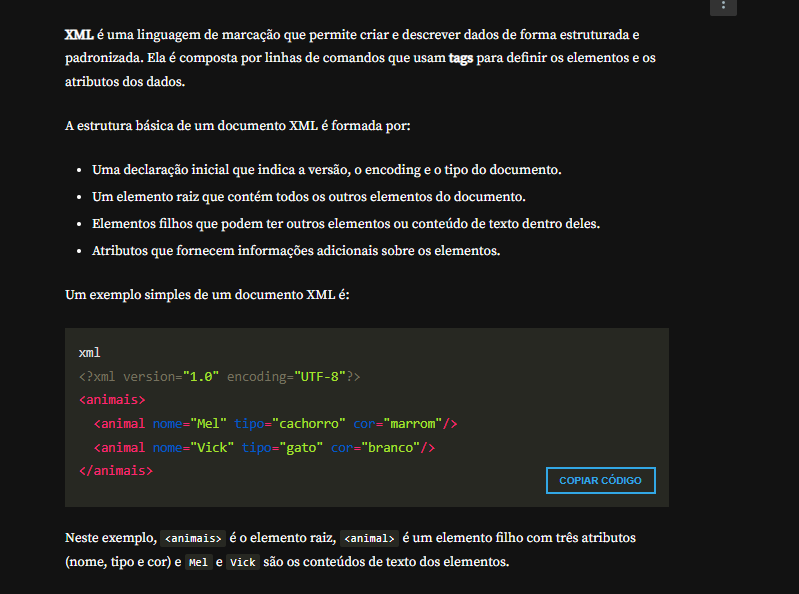 XML é uma linguagem de marcação que permite criar e descrever dados de forma estruturada e
padronizada. Ela é composta por linhas de comandos que usam tags para definir os elementos e os
atributos dos dados.
A estrutura básica de um documento XML é formada por:
• Uma declaração inicial que indica a versão, o encoding e o tipo do documento.
• Um elemento raiz que contém todos os outros elementos do documento.
• Elementos filhos que podem ter outros elementos ou conteúdo de texto dentro deles.
• Atributos que fornecem informações adicionais sobre os elementos.
Um exemplo simples de um documento XML é:
xml
<?xml version="1.0" encoding="UTF-8"?>
<animais>
  <animal nome="Mel" tipo="cachorro" cor="marrom"/>
  <animal nome="Vick" tipo="gato" cor="branco"/>
</animais>
COPIAR CÓDIGO
Neste exemplo, <animais> é o elemento raiz, <animal> é um elemento filho com três atributos
(nome, tipo e cor) e Mel e Vick são os conteúdos de texto dos elementos.